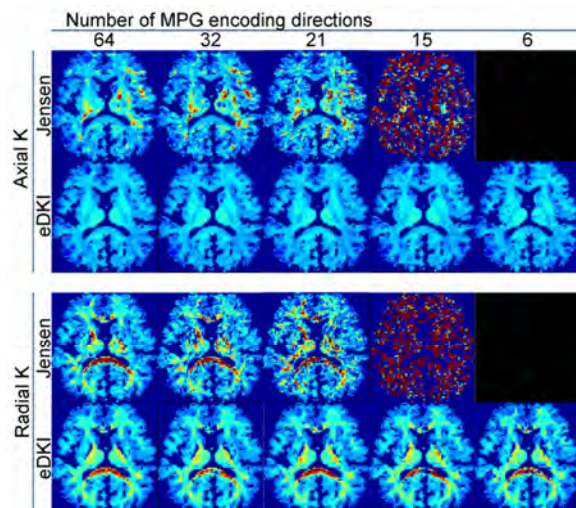 Number of MPG encoding directions
64 32 21 15 6
Axial K
Jensen
eDKI
Radial K
Jensen
eDKI